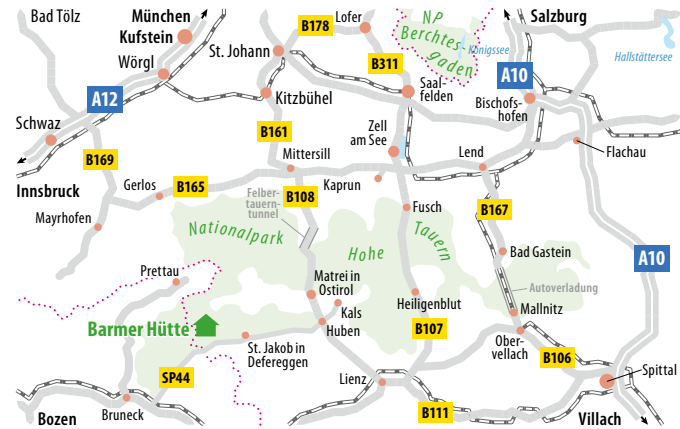 Bad Tölz
München
Kufstein
Wörgl
A12
Schwaz
Innsbruck
B169
Mayrhofen
Gerlos
B165
St. Johann
B178
Lofer
NP
Berchtes-
gaden
Königssee
Salzburg
Hallstättersee
A10
B311
Saal-
felden
Kitzbühel
B161
Mittersill
Zell
am See
Kaprun
Bischofs-
hofen
Lend
Flachau
B108
Felber-
tauern-
tunnel
Nationalpark
Hohe
Tauern
Fusch
B167
Bad Gastein
A10
Autoverladung
Mallnitz
Prettau
Matrei in
Ostirol
Kals
Huben
Heiligenblut
B107
Barmer Hütte
St. Jakob in
Defereggen
Ober-
vellach
B106
Spittal
SP44
Lienz
B111
Bozen
Bruneck
Villach